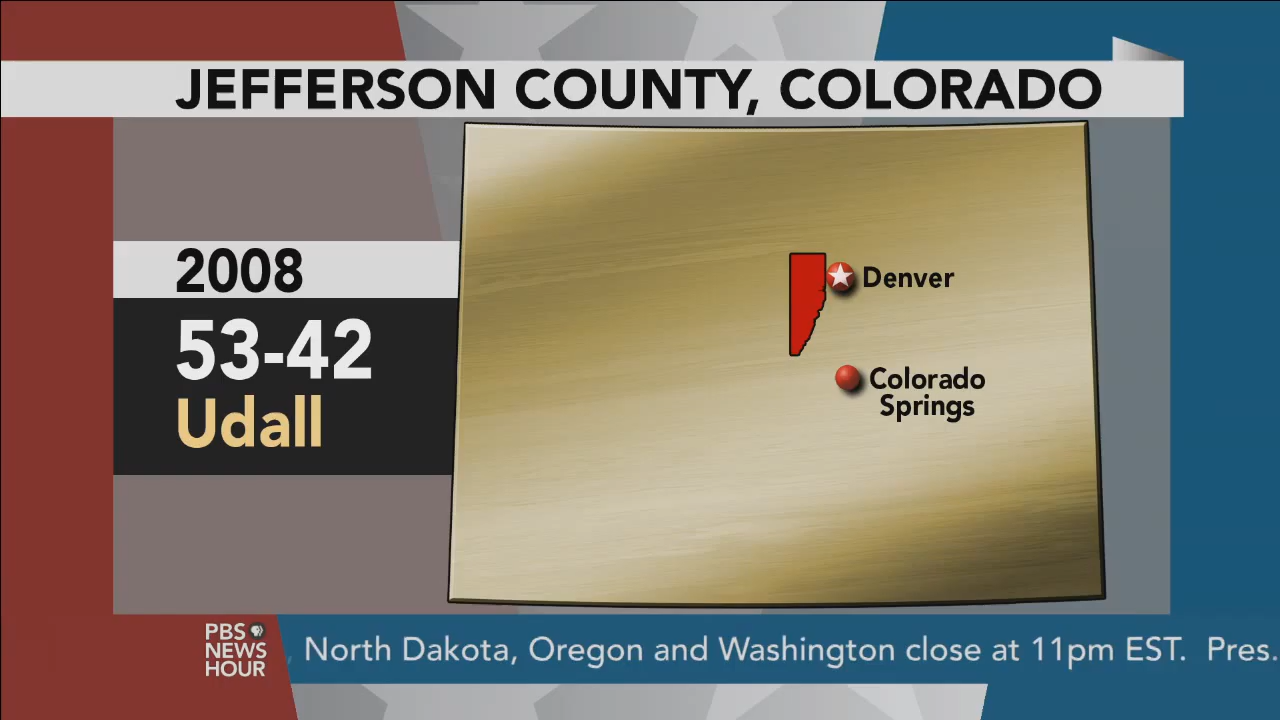 JEFFERSON COUNTY, COLORADO
2008
53-42
Udall
Denver
Colorado
Springs
PBS
NEWS
HOUR
, North Dakota, Oregon and Washington close at 11pm EST. Pres.